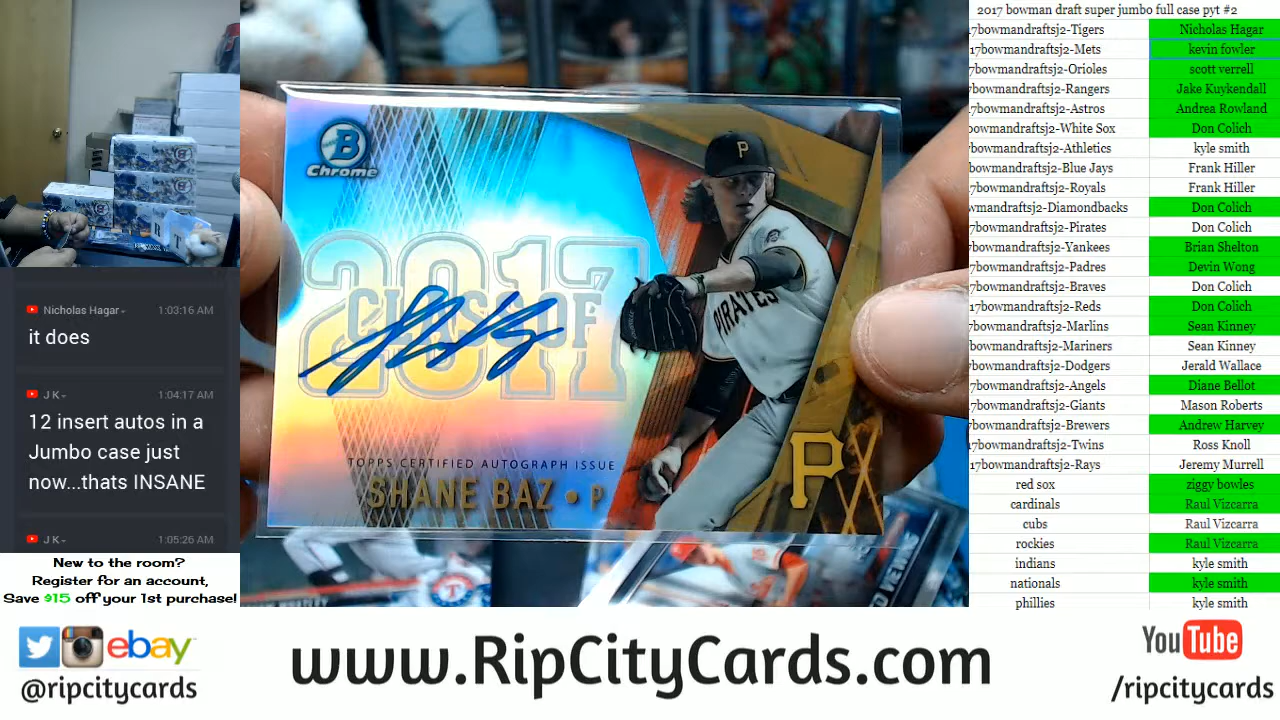 2017 bowman draft super jumbo full case pyt #2
17bowmandraftsj2-Tigers Nicholas Hagar
17bowmandraftsj2-Mets kevin fowler
17bowmandraftsj2-Orioles scott verrell
17bowmandraftsj2-Rangers Jake Kuykendall
17bowmandraftsj2-Astros Andrea Rowland
bowmandraftsj2-White Sox Don Colich
17bowmandraftsj2-Athletics kyle smith
bowmandraftsj2-Blue Jays Frank Hiller
17bowmandraftsj2-Royals Frank Hiller
wmandraftsj2-Diamondbacks Don Colich
17bowmandraftsj2-Pirates Don Colich
7bowmandraftsj2-Yankees Brian Shelton
17bowmandraftsj2-Padres Devin Wong
17bowmandraftsj2-Braves Don Colich
17bowmandraftsj2-Reds Don Colich
17bowmandraftsj2-Marlins Sean Kinney
7bowmandraftsj2-Mariners Sean Kinney
7bowmandraftsj2-Dodgers Jerald Wallace
17bowmandraftsj2-Angels Diane Bellot
17bowmandraftsj2-Giants Mason Roberts
7bowmandraftsj2-Brewers Andrew Harvey
17bowmandraftsj2-Twins Ross Knoll
17bowmandraftsj2-Rays Jeremy Murrell
red sox ziggy bowles
cardinals Raul Vizcarra
cubs Raul Vizcarra
rockies Raul Vizcarra
indians kyle smith
nationals kyle smith
phillies kyle smith
B
Chrome
P
PIRATES
2017
CLASS OF
TOPPS CERTIFIED AUTOGRAPH ISSUE
SHANE BAZ • P
P
Nicholas Hagar 1:03:16 AM
it does
J K 1:04:17 AM
12 insert autos in a
Jumbo case just
now...thats INSANE
J K 1:05:26 AM
New to the room?
Register for an account,
Save $15 off your 1st purchase!
ebay
@ripcitycards
www.RipCityCards.com
YouTube
/ripcitycards